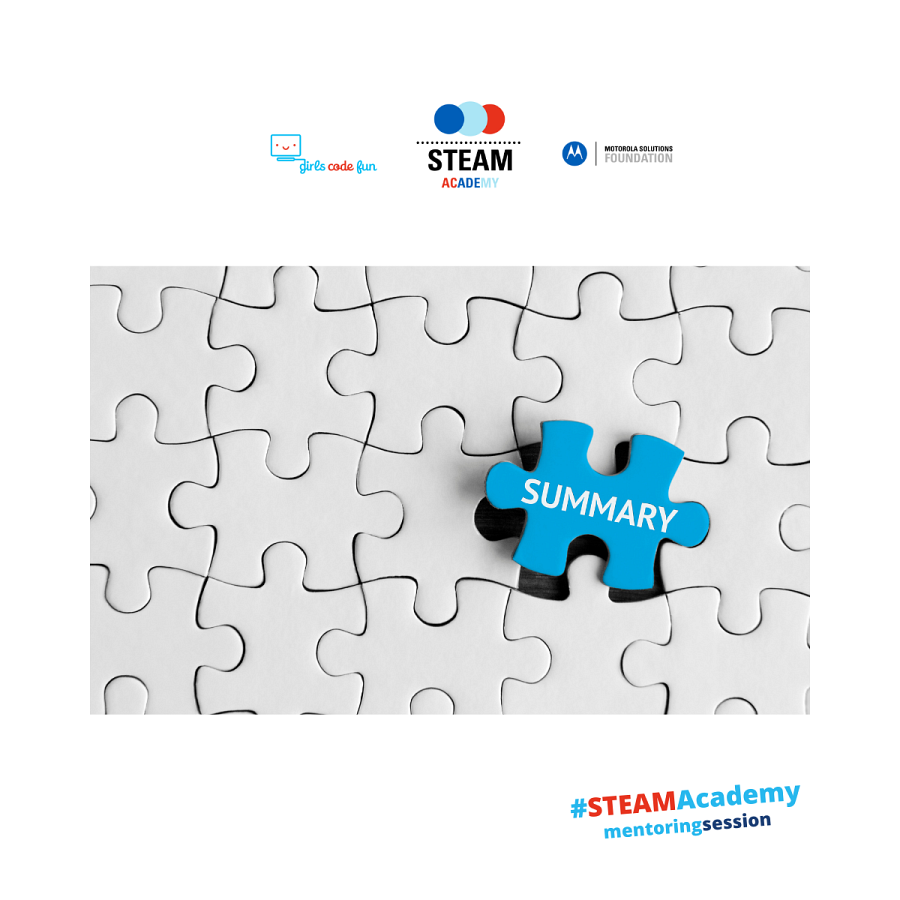 girls code fun
STEAM
ACADEMY
MOTOROLA SOLUTIONS
FOUNDATION
SUMMARY
#STEAMAcademy
mentoringsession